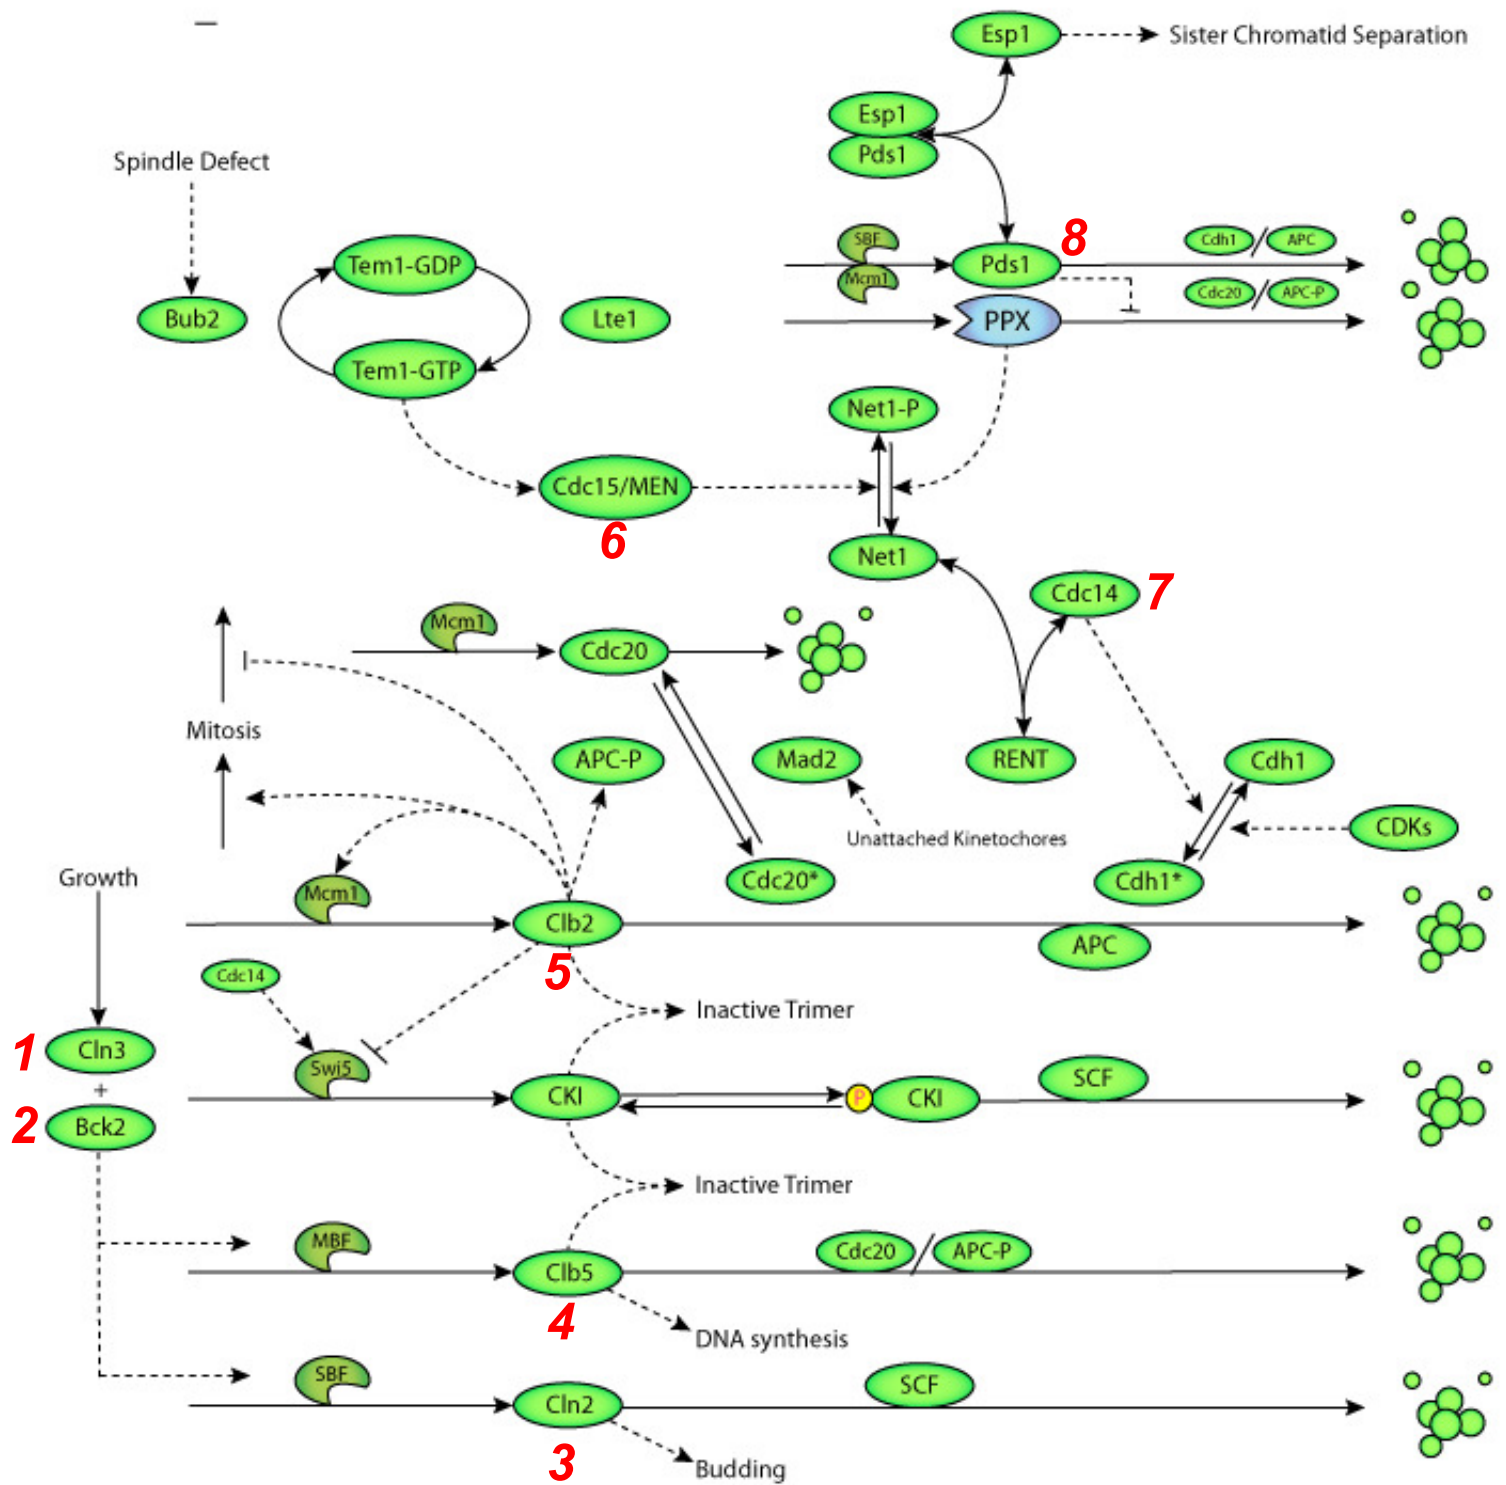 Esp1
Sister Chromatid Separation
Esp1
Pds1
Spindle Defect
SBF
8
Cdh1
APC
Tem1-GDP
Pds1
Mcm1
Cdc20
APC-P
Bub2
Lte1
PPX
Tem1-GTP
Net1-P
Cdc15/MEN
6
Net1
Cdc14
7
Mcm1
Cdc20
Mitosis
APC-P
Mad2
RENT
Cdh1
Unattached Kinetochores
CDKs
Growth
Cdc20*
Cdh1*
Mcm1
Clb2
APC
5
Cdc14
Inactive Trimer
1
Cln3
Swi5
SCF
+
CKI
P
CKI
2
Bck2
Inactive Trimer
MBF
Cdc20
APC-P
Clb5
4
DNA synthesis
SBF
SCF
Cln2
3
Budding